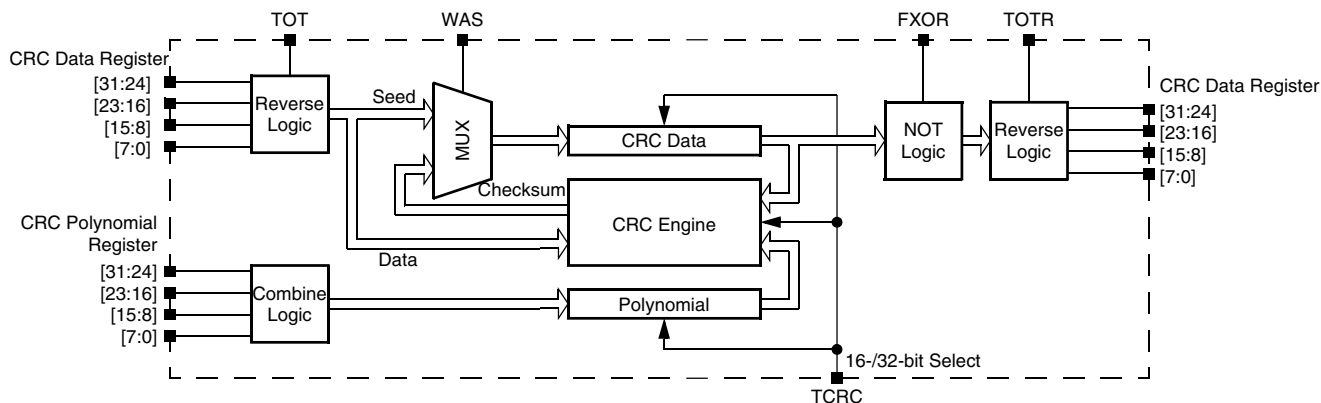 TOT
WAS
FXOR
TOTR
CRC Data Register
[31:24]
[23:16]
[15:8]
[7:0]
Reverse
Logic
Seed
MUX
CRC Data
NOT
Logic
Reverse
Logic
CRC Data Register
[31:24]
[23:16]
[15:8]
[7:0]
Checksum
CRC Engine
Data
CRC Polynomial
Register
[31:24]
[23:16]
[15:8]
[7:0]
Combine
Logic
Polynomial
16-/32-bit Select
TCRC